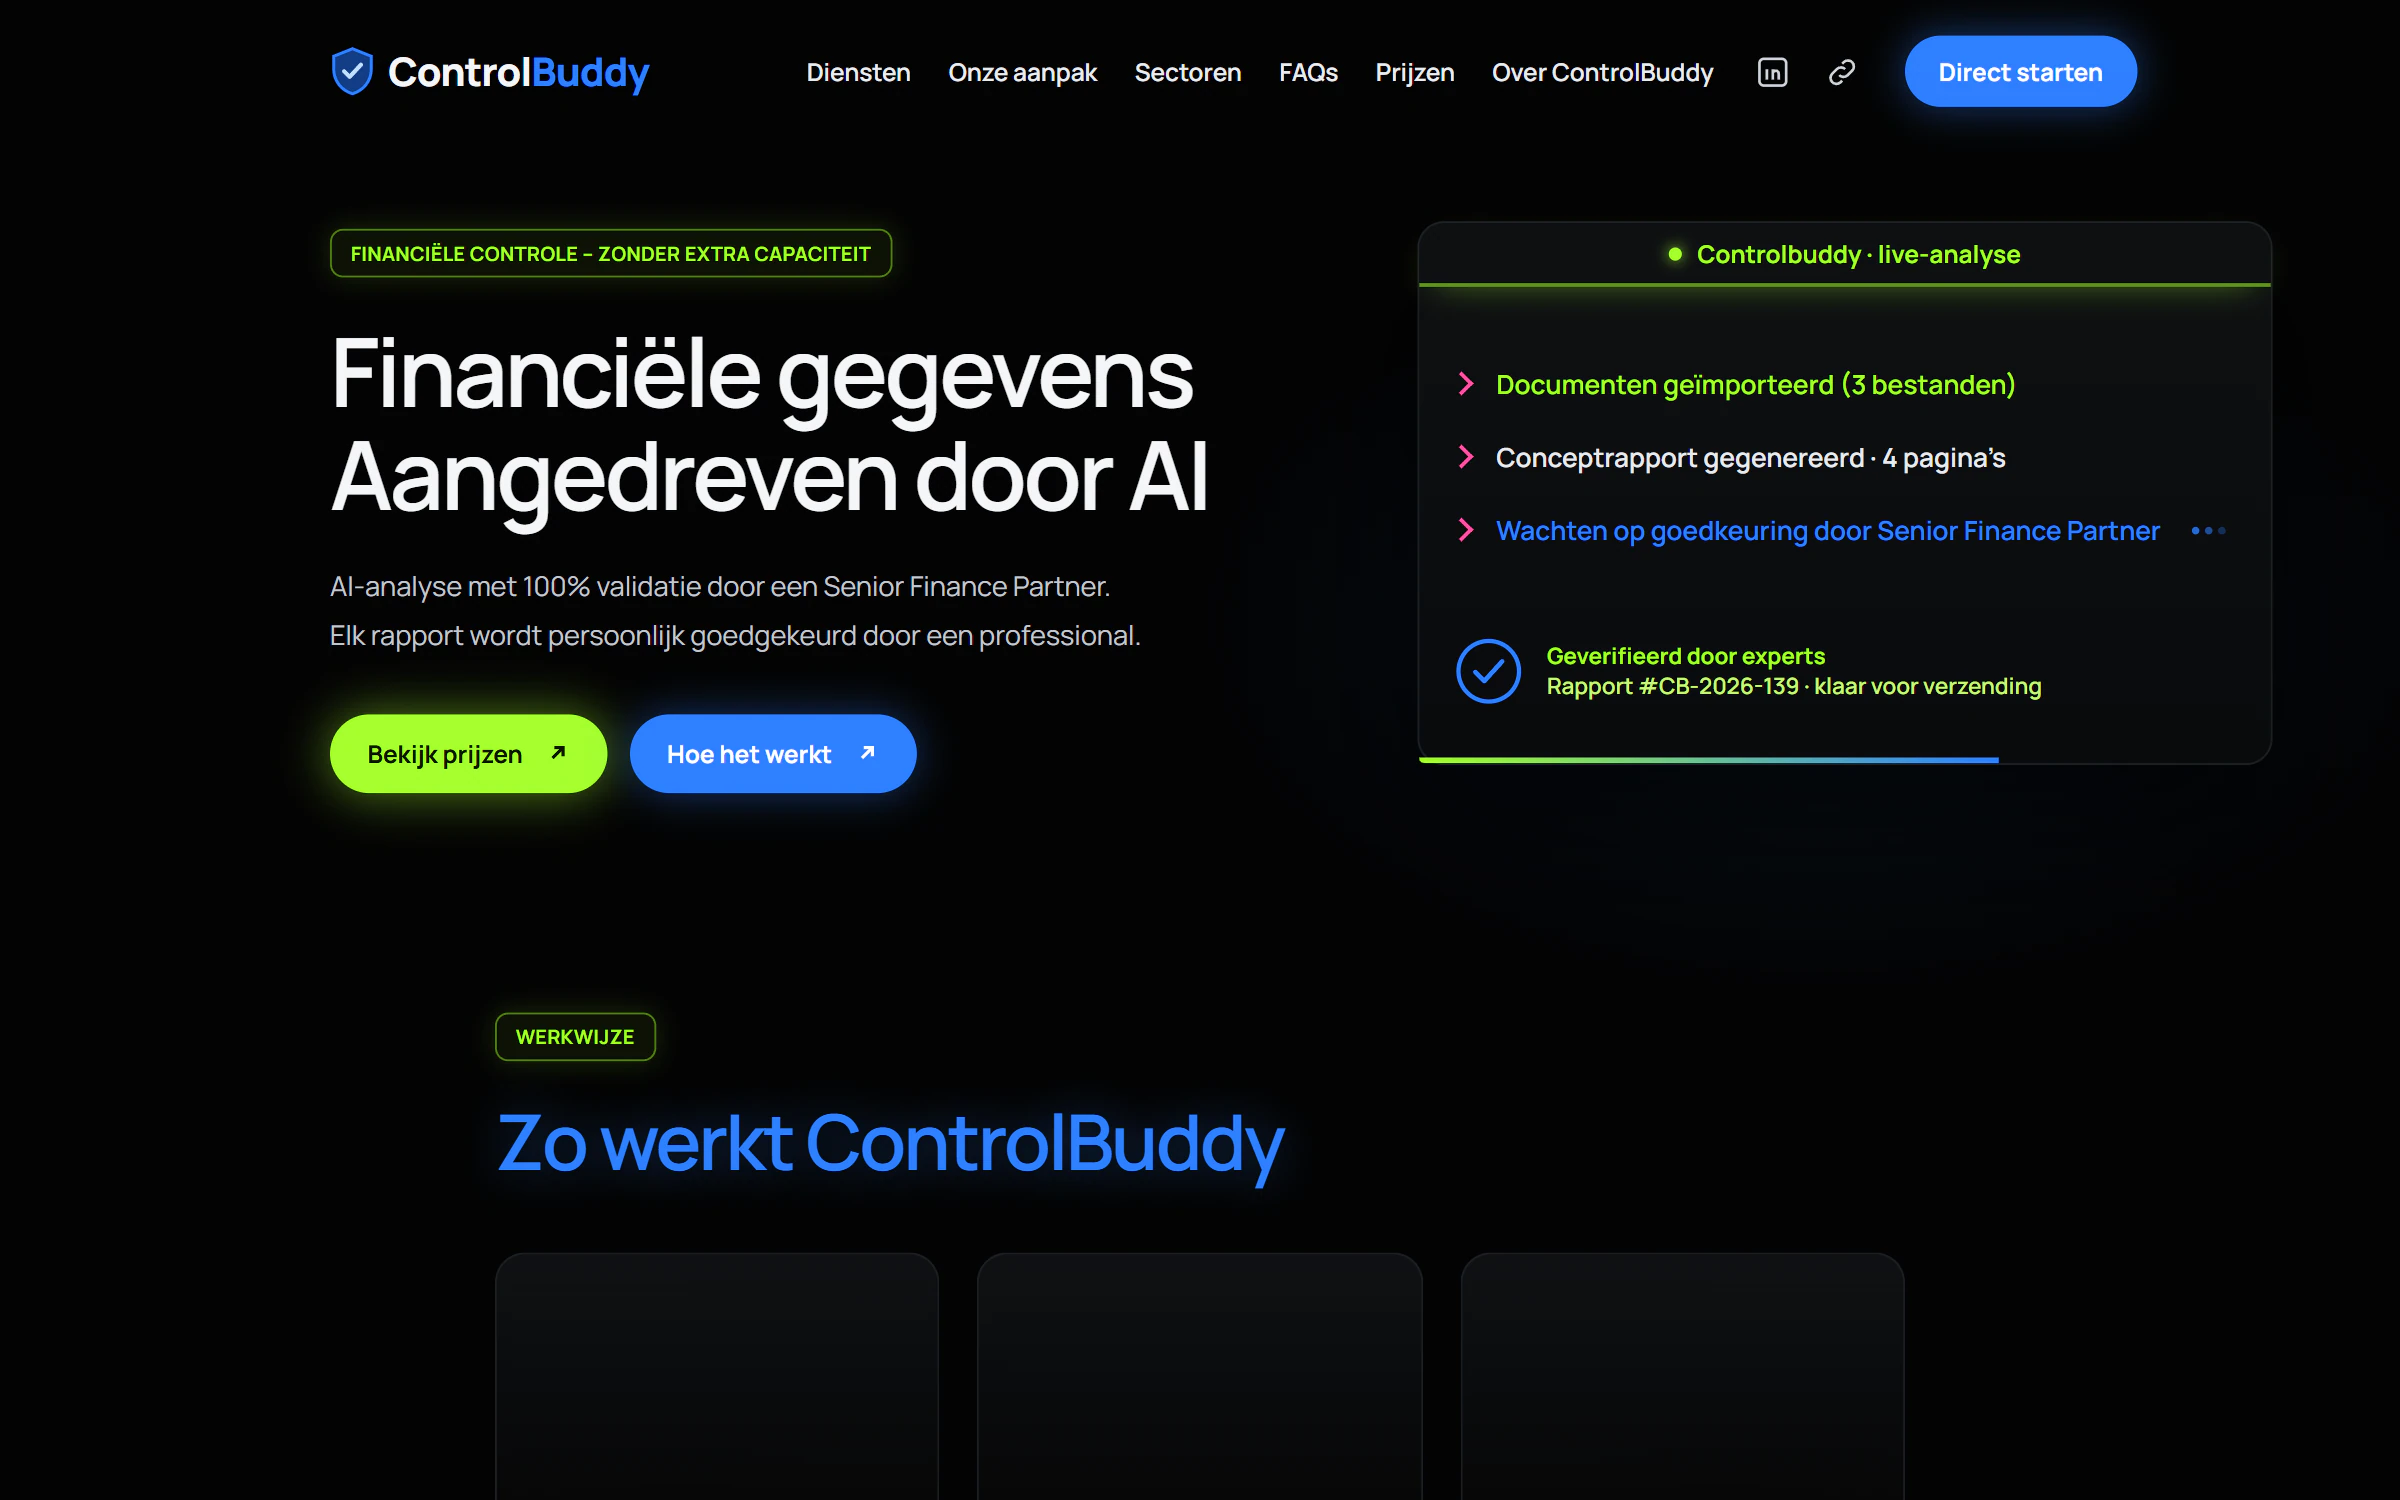 ControlBuddy
Diensten
Onze aanpak
Sectoren
FAQs
Prijzen
Over ControlBuddy
Direct starten
FINANCIËLE CONTROLE – ZONDER EXTRA CAPACITEIT
Financiële gegevens
Aangedreven door AI
AI-analyse met 100% validatie door een Senior Finance Partner.
Elk rapport wordt persoonlijk goedgekeurd door een professional.
Bekijk prijzen
Hoe het werkt
Controlbuddy · live-analyse
Documenten geïmporteerd (3 bestanden)
Conceptrapport gegenereerd · 4 pagina’s
Wachten op goedkeuring door Senior Finance Partner
Geverifieerd door experts
Rapport #CB-2026-139 · klaar voor verzending
WERKWIJZE
Zo werkt ControlBuddy